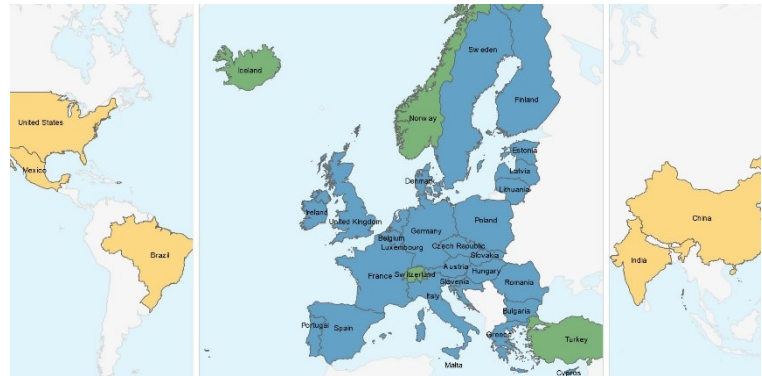 United States
Mexico
Brazil
Iceland
Sweden
Norway
Finland
Estonia
Latvia
Lithuania
Denmark
Ireland
United Kingdom
Belgium
Luxembourg
Germany
Poland
Czech Republic
Slovakia
France
Switzerland
Austria
Hungary
Slovenia
Romania
Italy
Bulgaria
Portugal
Spain
Greece
Turkey
Malta
Cyprus
China
India